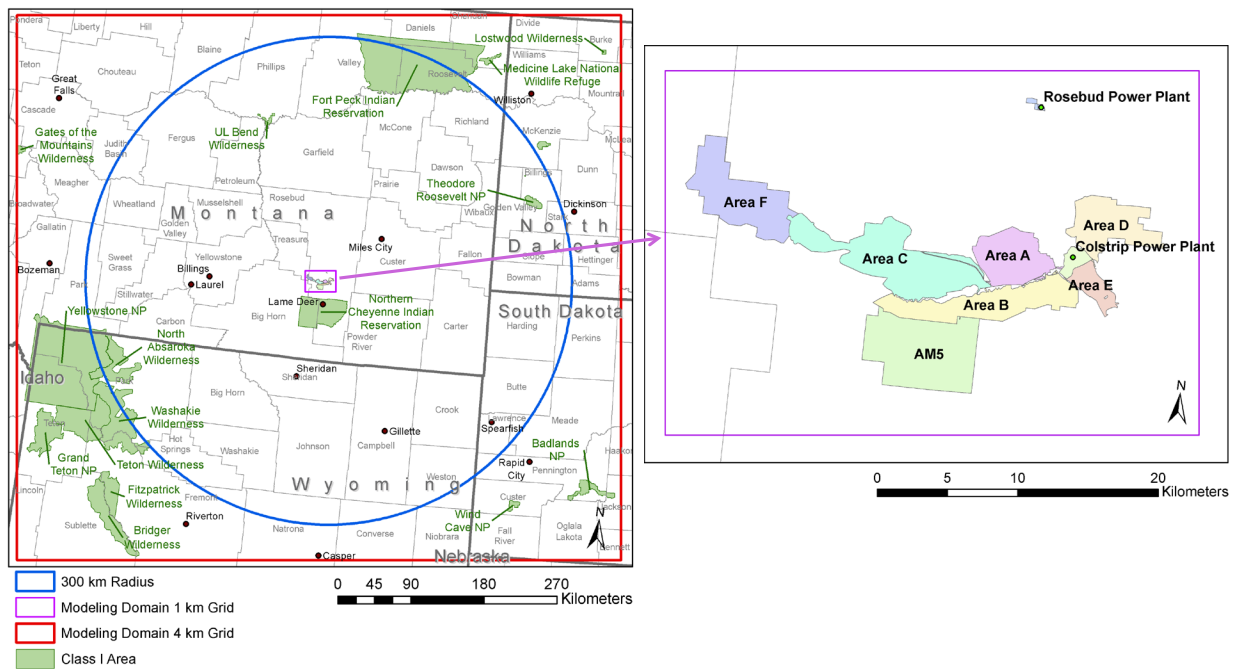 Pondera
Liberty
Hill
Blaine
Phillips
Valley
Daniels
Sheridan
Divide
Burke
Lostwood Wilderness
Williams
Teton
Chouteau
Roosevelt
Medicine Lake National
Wildlife Refuge
Mountrail
Great
Falls
Cascade
Fort Peck Indian
Reservation
Williston
McCone
Richland
McKenzie
McLean
Gates of the
Mountains
Wilderness
Judith
Basin
Fergus
UL Bend
Wilderness
Garfield
Dawson
Billings
Dunn
Meagher
Petroleum
Prairie
Theodore
Roosevelt NP
Broadwater
Wheatland
Musselshell
Rosebud
Wibaux
Golden Valley
Stark
Dickinson
Montana
Golden
Valley
North
Dakota
Gallatin
Treasure
Miles City
Custer
Fallon
Slope
Hettinger
Bozeman
Sweet
Grass
Yellowstone
Billings
Laurel
Bowman
Adams
Park
Stillwater
Lame Deer
Northern
Cheyenne Indian
Reservation
South Dakota
Yellowstone NP
Carbon
Big Horn
Powder
River
Carter
Harding
Perkins
North
Absaroka
Wilderness
Idaho
Park
Sheridan
Sheridan
Big Horn
Butte
Crook
Meade
Washakie
Wilderness
Teton
Lawrence
Spearfish
Gillette
Campbell
Johnson
Hot
Springs
Washakie
Badlands
NP
Haakon
Grand
Teton NP
Teton Wilderness
Weston
Rapid
City
Pennington
Wyoming
Lincoln
Fitzpatrick
Wilderness
Fremont
Custer
Jackson
Riverton
Wind
Cave NP
Sublette
Bridger
Wilderness
Natrona
Converse
Niobrara
Fall
River
Oglala
Lakota
Bennett
N
Casper
Nebraska
300 km Radius
Modeling Domain 1 km Grid
Modeling Domain 4 km Grid
Class I Area
0 45 90 180 270
Kilometers
Rosebud Power Plant
Area F
Area D
Colstrip Power Plant
Area A
Area C
Area E
Area B
AM5
N
0 5 10 20
Kilometers